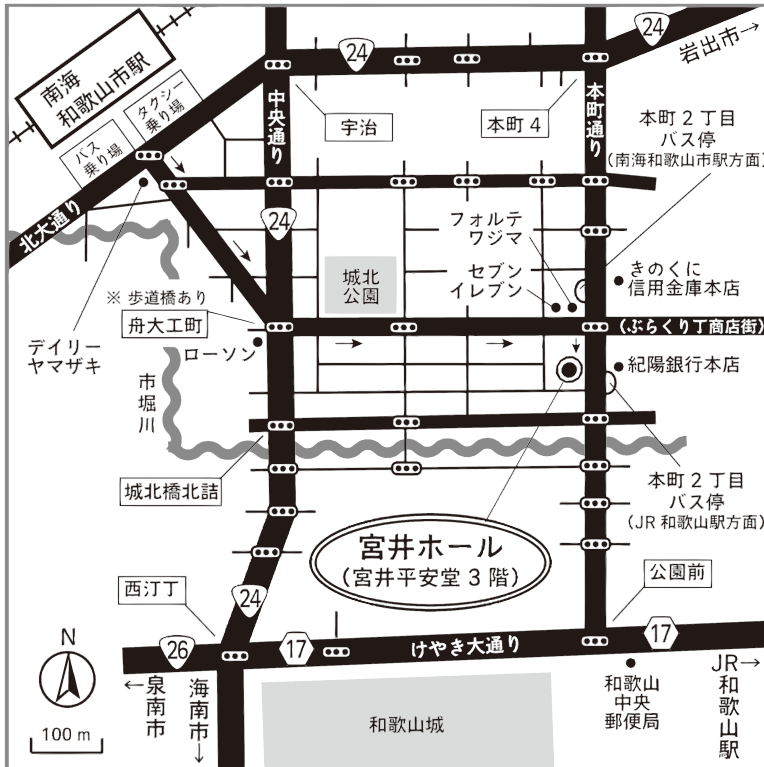 24
24
岩出市→
南海
和歌山市駅
タクシー
乗り場
バス
乗り場
中央通り
宇治
本町 4
本町通り
本町 2 丁目
バス停
(南海和歌山市駅方面)
北大通り
24
フォルテ
ワジマ
城北
公園
セブン
イレブン
きのくに
信用金庫本店
※ 歩道橋あり
舟大工町
(ぶらくり丁商店街)
デイリー
ヤマザキ
ローソン
紀陽銀行本店
市堀川
城北橋北詰
本町 2 丁目
バス停
(JR 和歌山駅方面)
宮井ホール
(宮井平安堂 3 階)
西汀丁
24
公園前
N
26
17
けやき大通り
17
←泉南市
海南市→
和歌山
中央
郵便局
JR→
和歌山駅
100 m
和歌山城